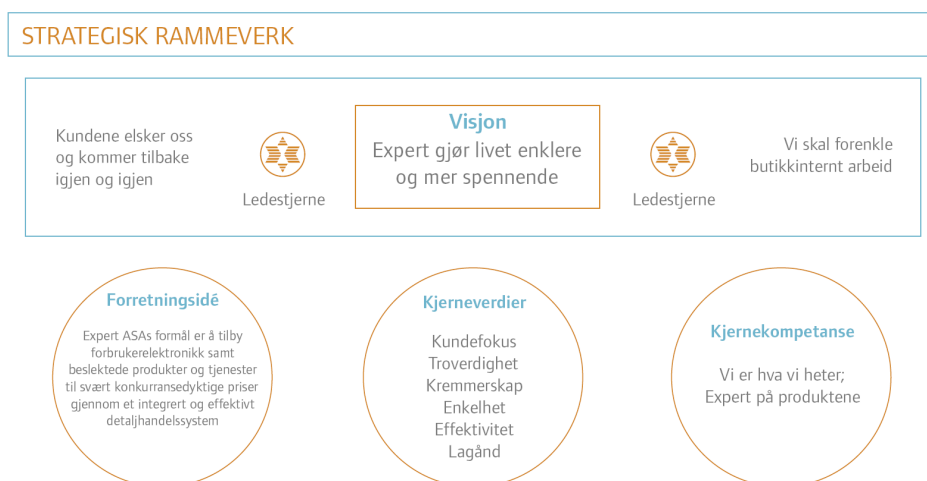 STRATEGISK RAMMEVERK
Kundene elsker oss
og kommer tilbake
igjen og igjen
Ledestjerne
Visjon
Expert gjør livet enklere
og mer spennende
Ledestjerne
Vi skal forenkle
butikkinternt arbeid
Forretningsidé
Expert ASAs formål er å tilby
forbrukerelektronikk samt
beslektede produkter og tjenester
til svært konkurransedyktige priser
gjennom et integrert og effektivt
detaljhandelssystem
Kjerneverdier
Kundefokus
Troverdighet
Kremmerskap
Enkelhet
Effektivitet
Lagånd
Kjernekompetanse
Vi er hva vi heter;
Expert på produktene